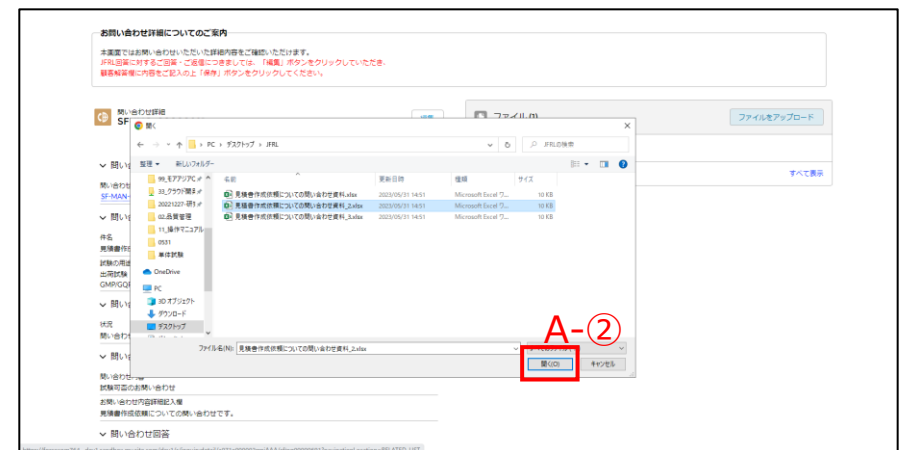 お問い合わせ詳細についてのご案内
本画面ではお問い合わせいただいた詳細内容をご確認いただけます。
JFRL回答に対するご回答・ご返信につきましては、「編集」ボタンをクリックしていただき、
顧客解答欄に内容をご記入の上「保存」ボタンをクリックしてください。
問い合わせ詳細
SF
ファイル (1)
ファイルをアップロード
すべて表示
開く
PC › デスクトップ › JFRL
JFRLの検索
整理
新しいフォルダー
名前
更新日時
種類
サイズ
99_モアアジPC
33_クラウド関き
20221227-研1
02.品質管理
11_操作マニュアル
0531
単体試験
OneDrive
PC
3D オブジェクト
ダウンロード
デスクトップ
見積書作成依頼についての問い合わせ資料.xlsx 2023/05/31 14:51 Microsoft Excel ワ... 10 KB
見積書作成依頼についての問い合わせ資料_2.xlsx 2023/05/31 14:51 Microsoft Excel ワ... 10 KB
見積書作成依頼についての問い合わせ資料_3.xlsx 2023/05/31 14:51 Microsoft Excel ワ... 10 KB
ファイル名(N): 見積書作成依頼についての問い合わせ資料_2.xlsx
A-②
開く(O)
キャンセル
問い合わせ
SF-MAN-
件名
見積書作
試験の用途
出荷試験
GMP/GQP
状況
問い合わせ
試験可否のお問い合わせ
お問い合わせ内容詳細記入欄
見積書作成依頼についての問い合わせです。
問い合わせ回答